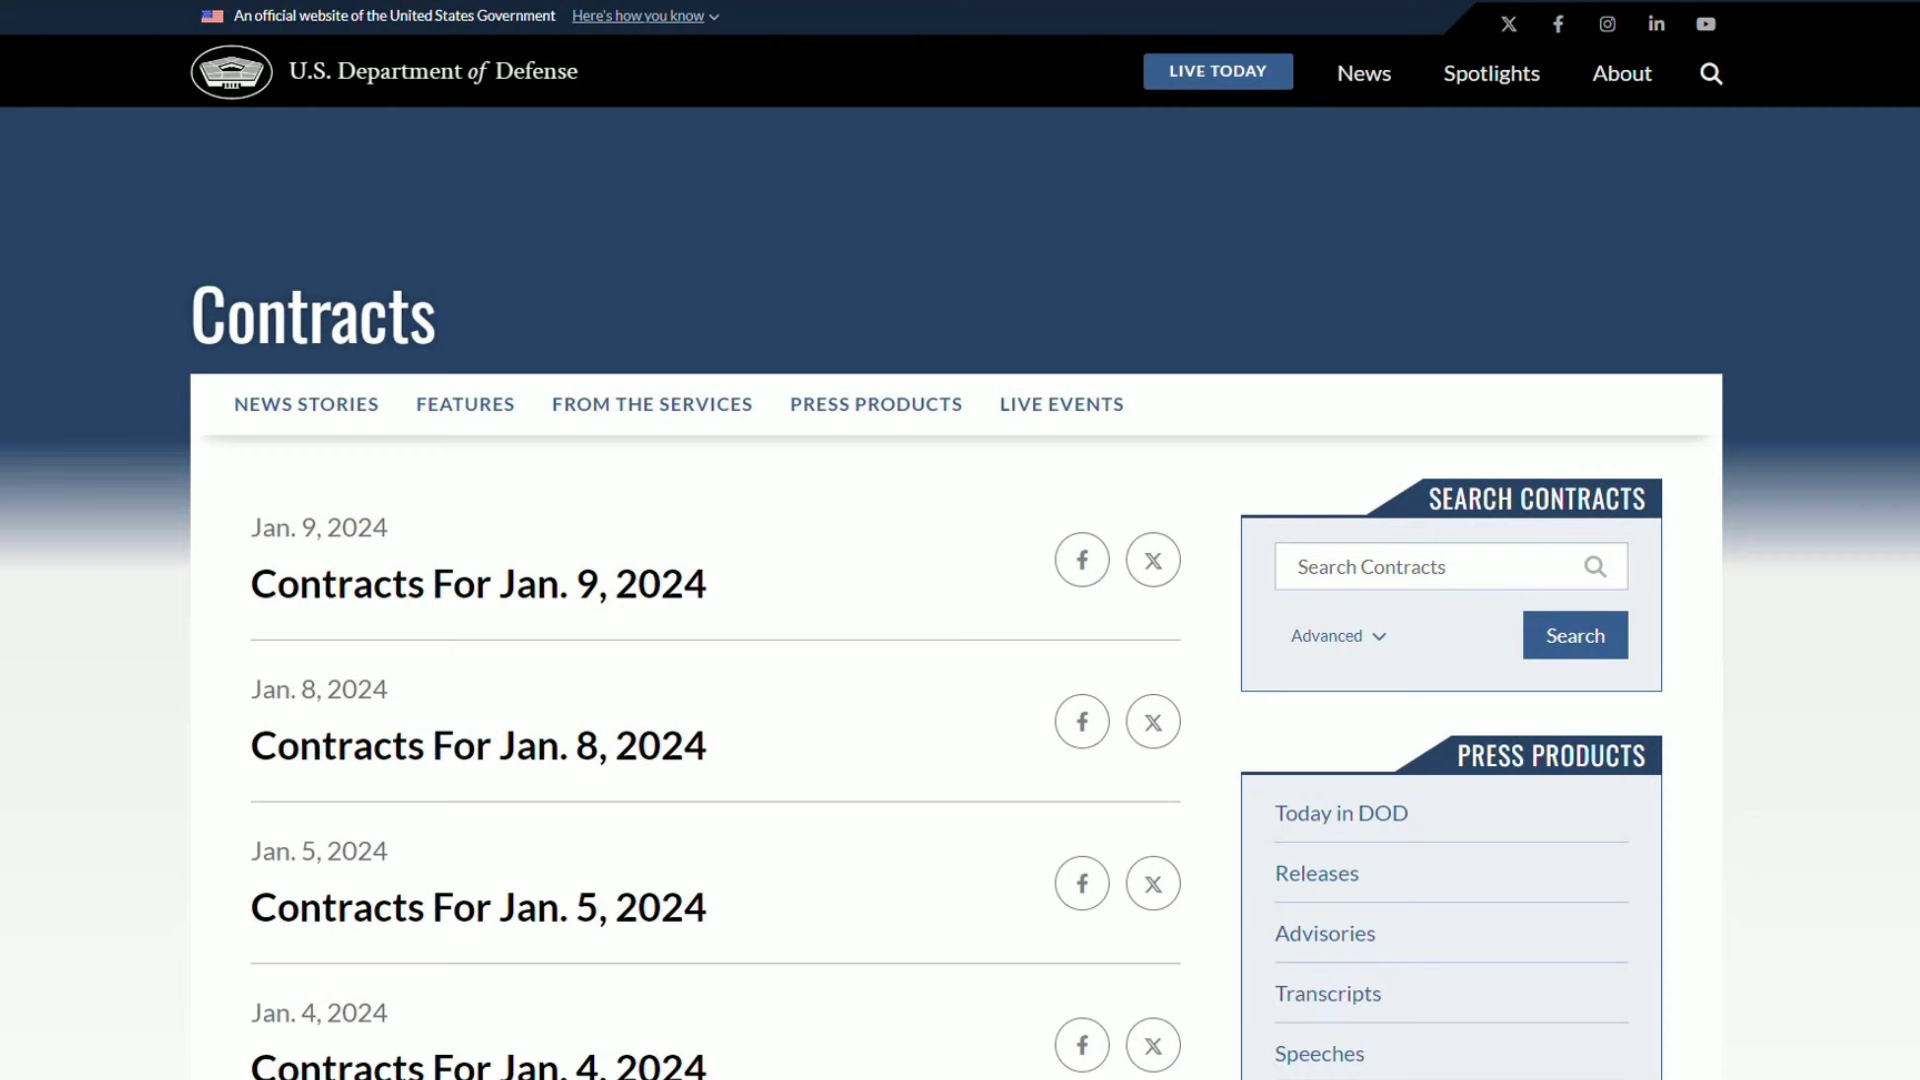 An official website of the United States Government Here's how you know
U.S. Department of Defense
LIVE TODAY News Spotlights About
Contracts
NEWS STORIES FEATURES FROM THE SERVICES PRESS PRODUCTS LIVE EVENTS
Jan. 9, 2024
Contracts For Jan. 9, 2024
Jan. 8, 2024
Contracts For Jan. 8, 2024
Jan. 5, 2024
Contracts For Jan. 5, 2024
Jan. 4, 2024
Contracts For Jan. 4, 2024
SEARCH CONTRACTS
Search Contracts
Advanced Search
PRESS PRODUCTS
Today in DOD
Releases
Advisories
Transcripts
Speeches